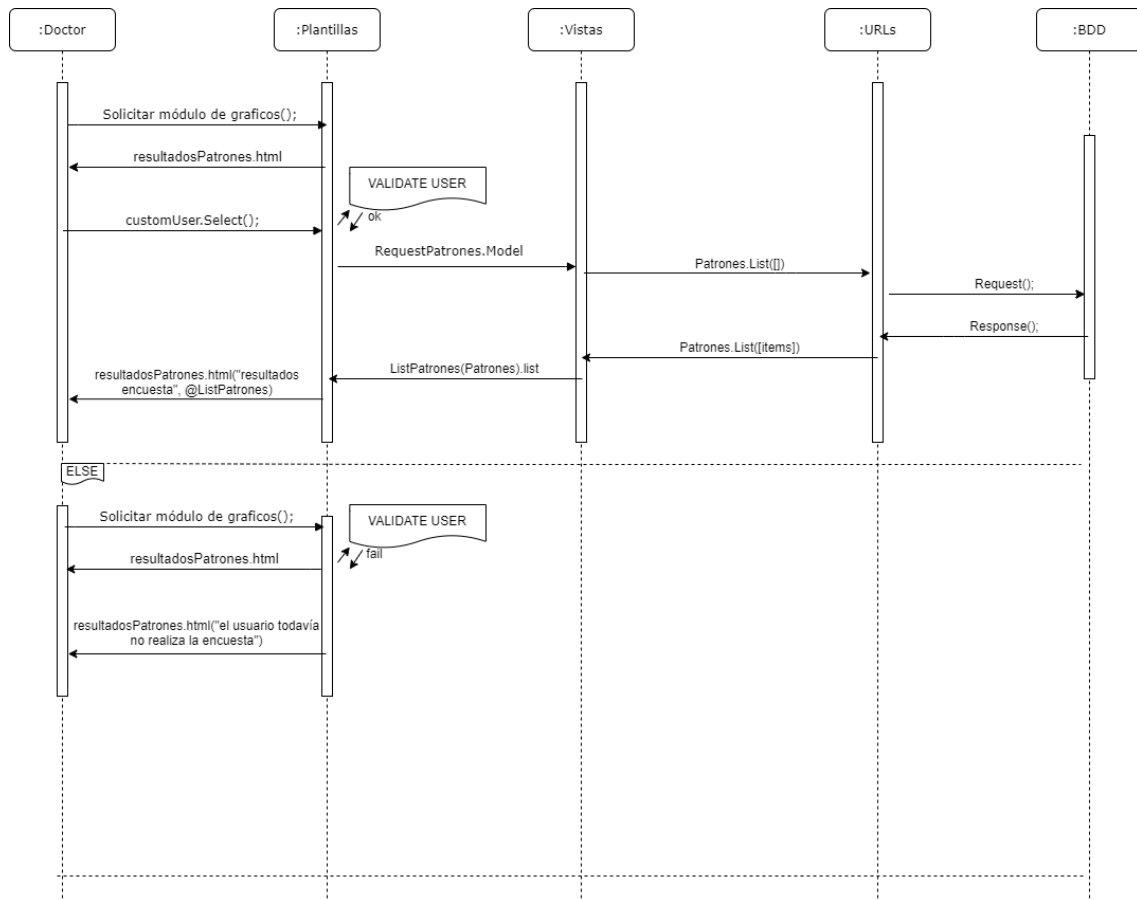 :Doctor
:Plantillas
:Vistas
:URLs
:BDD
Solicitar módulo de graficos();
resultadosPatrones.html
VALIDATE USER
ok
customUser.Select();
RequestPatrones.Model
Patrones.List([])
Request();
Response();
Patrones.List([items])
ListPatrones(Patrones).list
resultadosPatrones.html("resultados
encuesta", @ListPatrones)
ELSE
Solicitar módulo de graficos();
VALIDATE USER
fail
resultadosPatrones.html
resultadosPatrones.html("el usuario todavía
no realiza la encuesta")